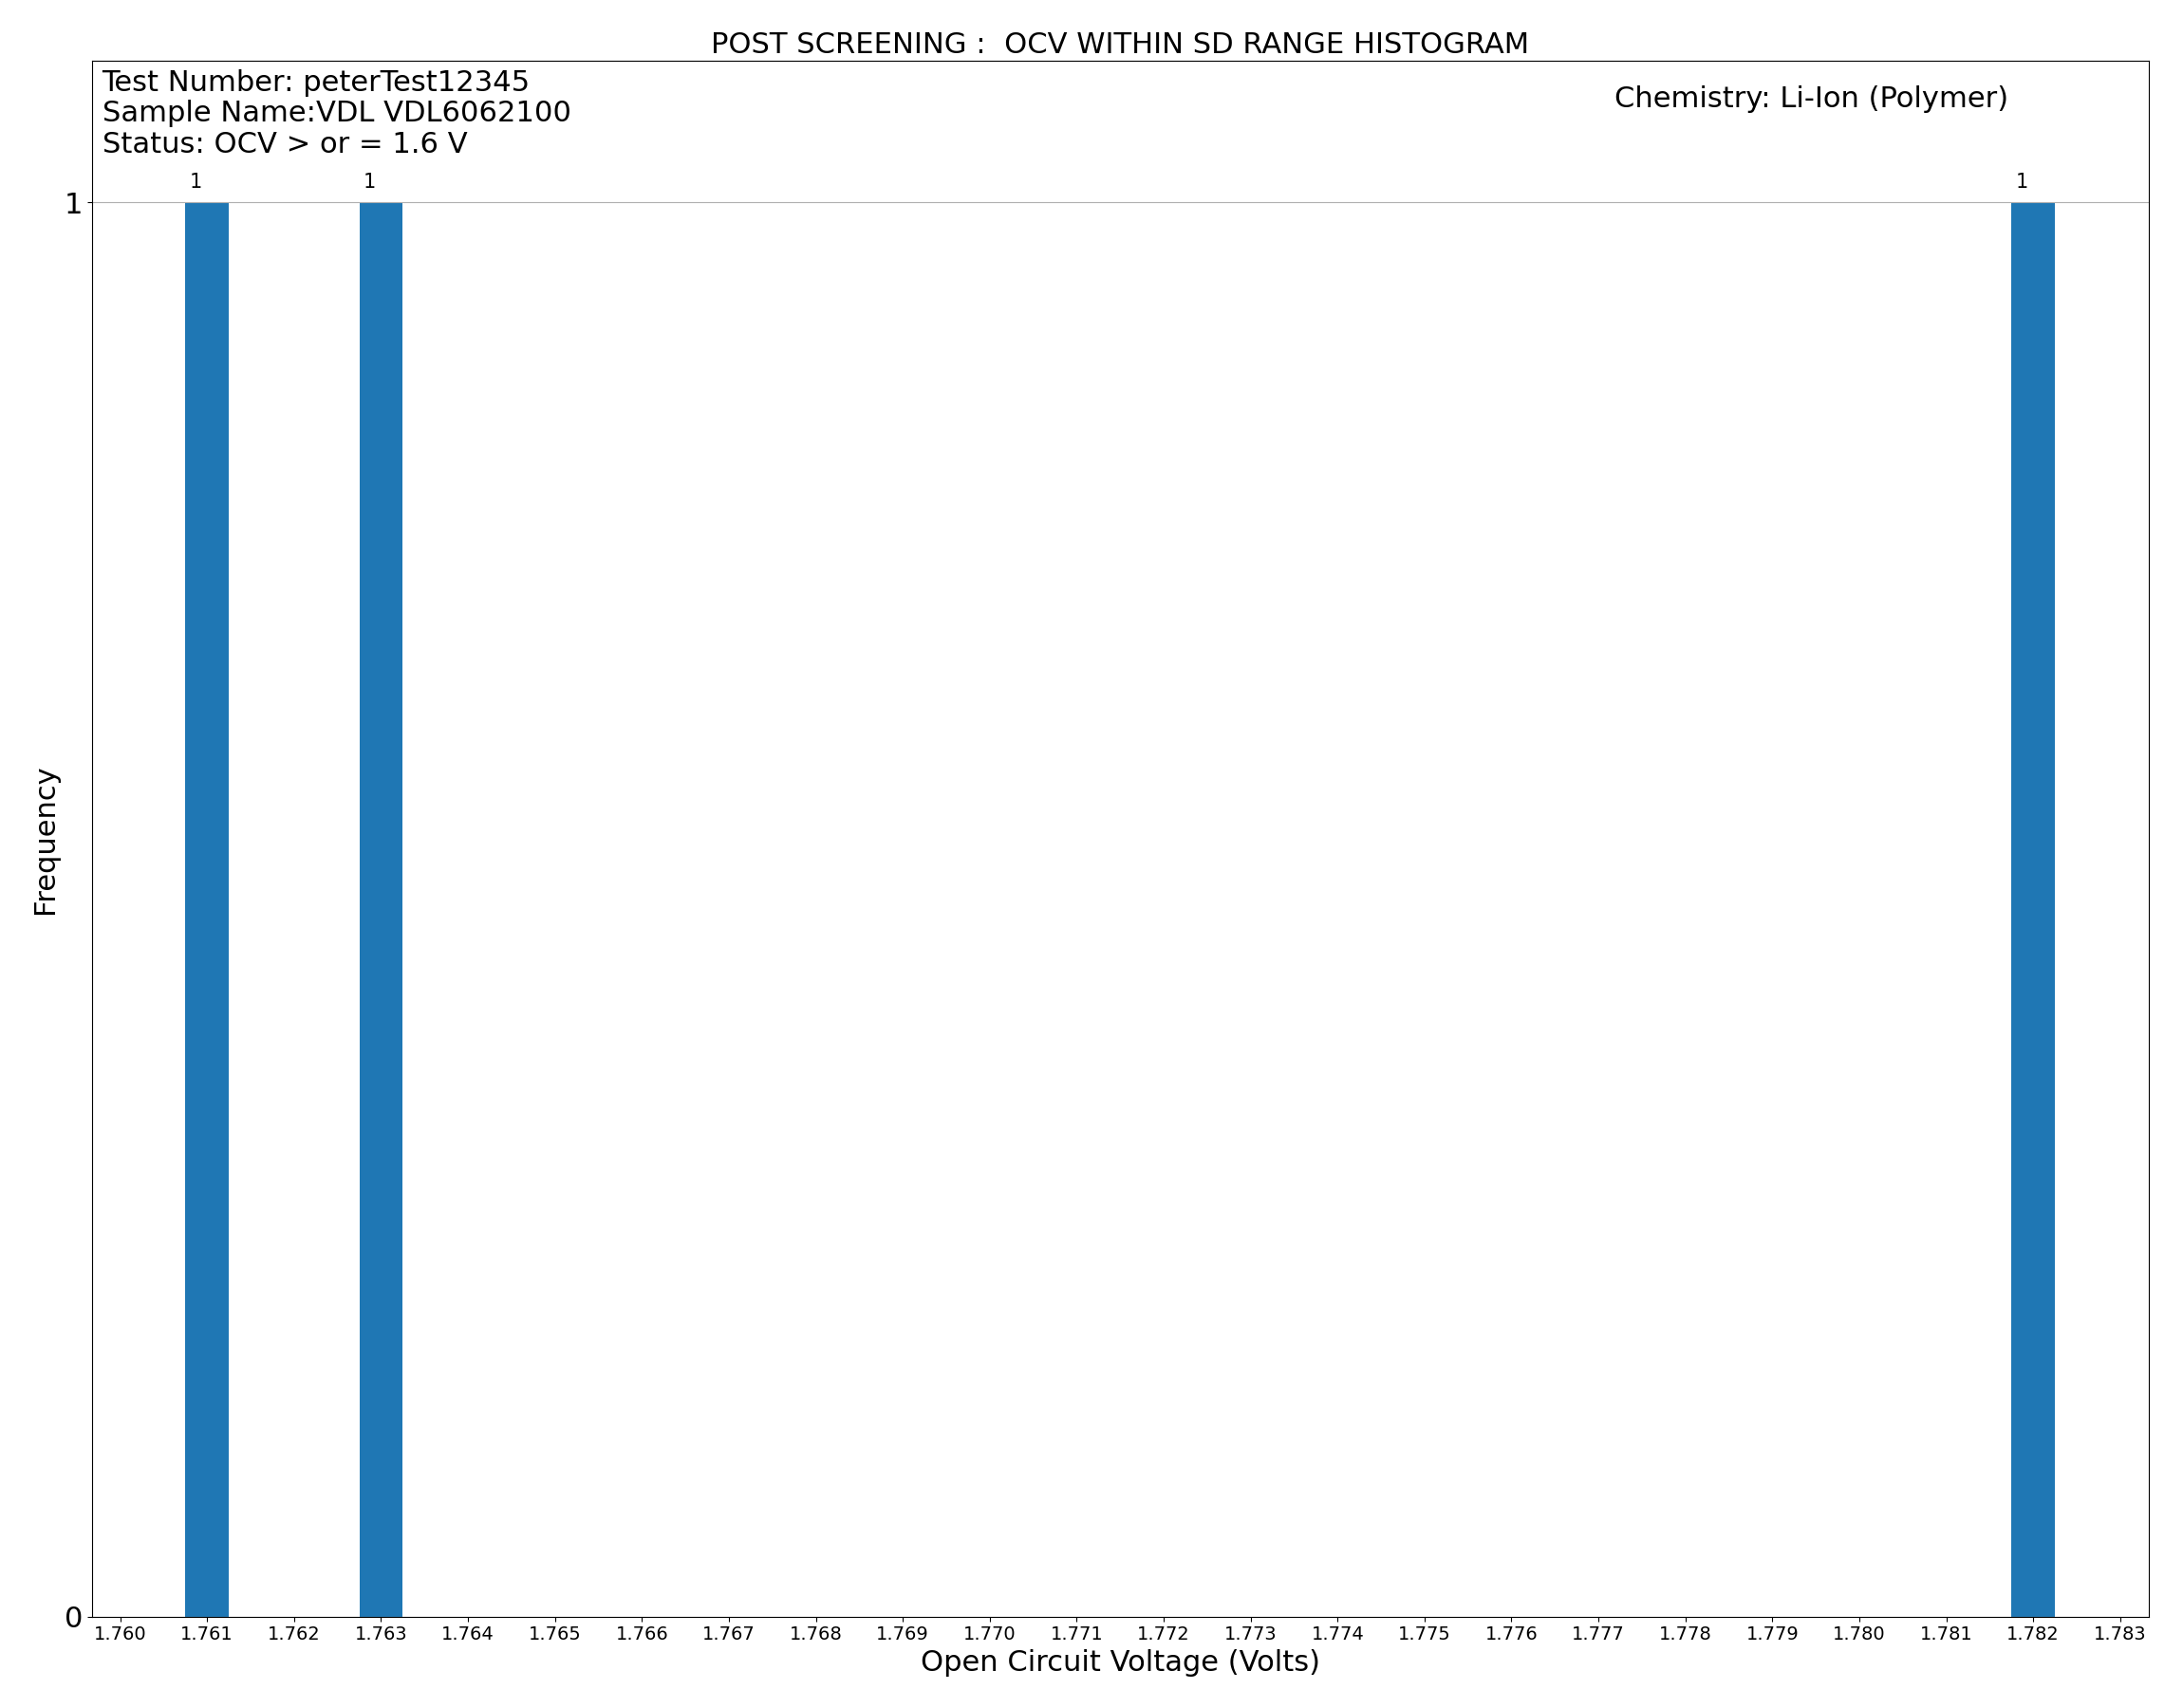 POST SCREENING :  OCV WITHIN SD RANGE HISTOGRAM
Test Number: peterTest12345
Sample Name:VDL VDL6062100
Status: OCV > or = 1.6 V
Chemistry: Li-Ion (Polymer)
1 1 1
1
Frequency
0
1.760 1.761 1.762 1.763 1.764 1.765 1.766 1.767 1.768 1.769 1.770 1.771 1.772 1.773 1.774 1.775 1.776 1.777 1.778 1.779 1.780 1.781 1.782 1.783
Open Circuit Voltage (Volts)